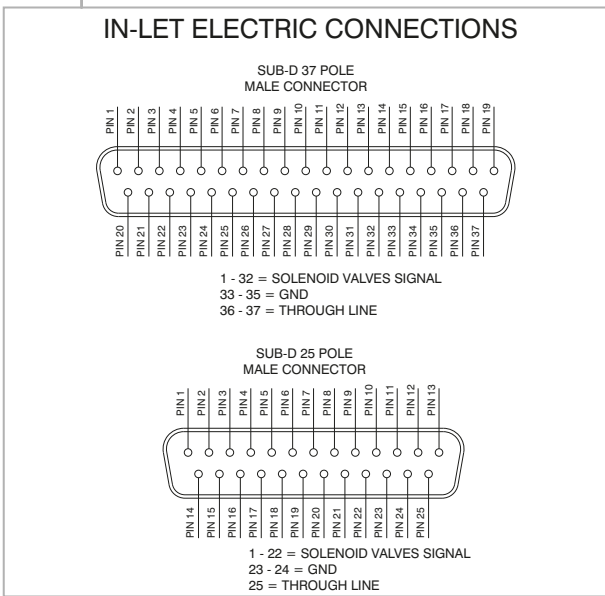 IN-LET ELECTRIC CONNECTIONS
SUB-D 37 POLE
MALE CONNECTOR
PIN 1 PIN 2 PIN 3 PIN 4 PIN 5 PIN 6 PIN 7 PIN 8 PIN 9 PIN 10 PIN 11 PIN 12 PIN 13 PIN 14 PIN 15 PIN 16 PIN 17 PIN 18 PIN 19
PIN 20 PIN 21 PIN 22 PIN 23 PIN 24 PIN 25 PIN 26 PIN 27 PIN 28 PIN 29 PIN 30 PIN 31 PIN 32 PIN 33 PIN 34 PIN 35 PIN 36 PIN 37
1 - 32 = SOLENOID VALVES SIGNAL
33 - 35 = GND
36 - 37 = THROUGH LINE
SUB-D 25 POLE
MALE CONNECTOR
PIN 1 PIN 2 PIN 3 PIN 4 PIN 5 PIN 6 PIN 7 PIN 8 PIN 9 PIN 10 PIN 11 PIN 12 PIN 13
PIN 14 PIN 15 PIN 16 PIN 17 PIN 18 PIN 19 PIN 20 PIN 21 PIN 22 PIN 23 PIN 24 PIN 25
1 - 22 = SOLENOID VALVES SIGNAL
23 - 24 = GND
25 = THROUGH LINE